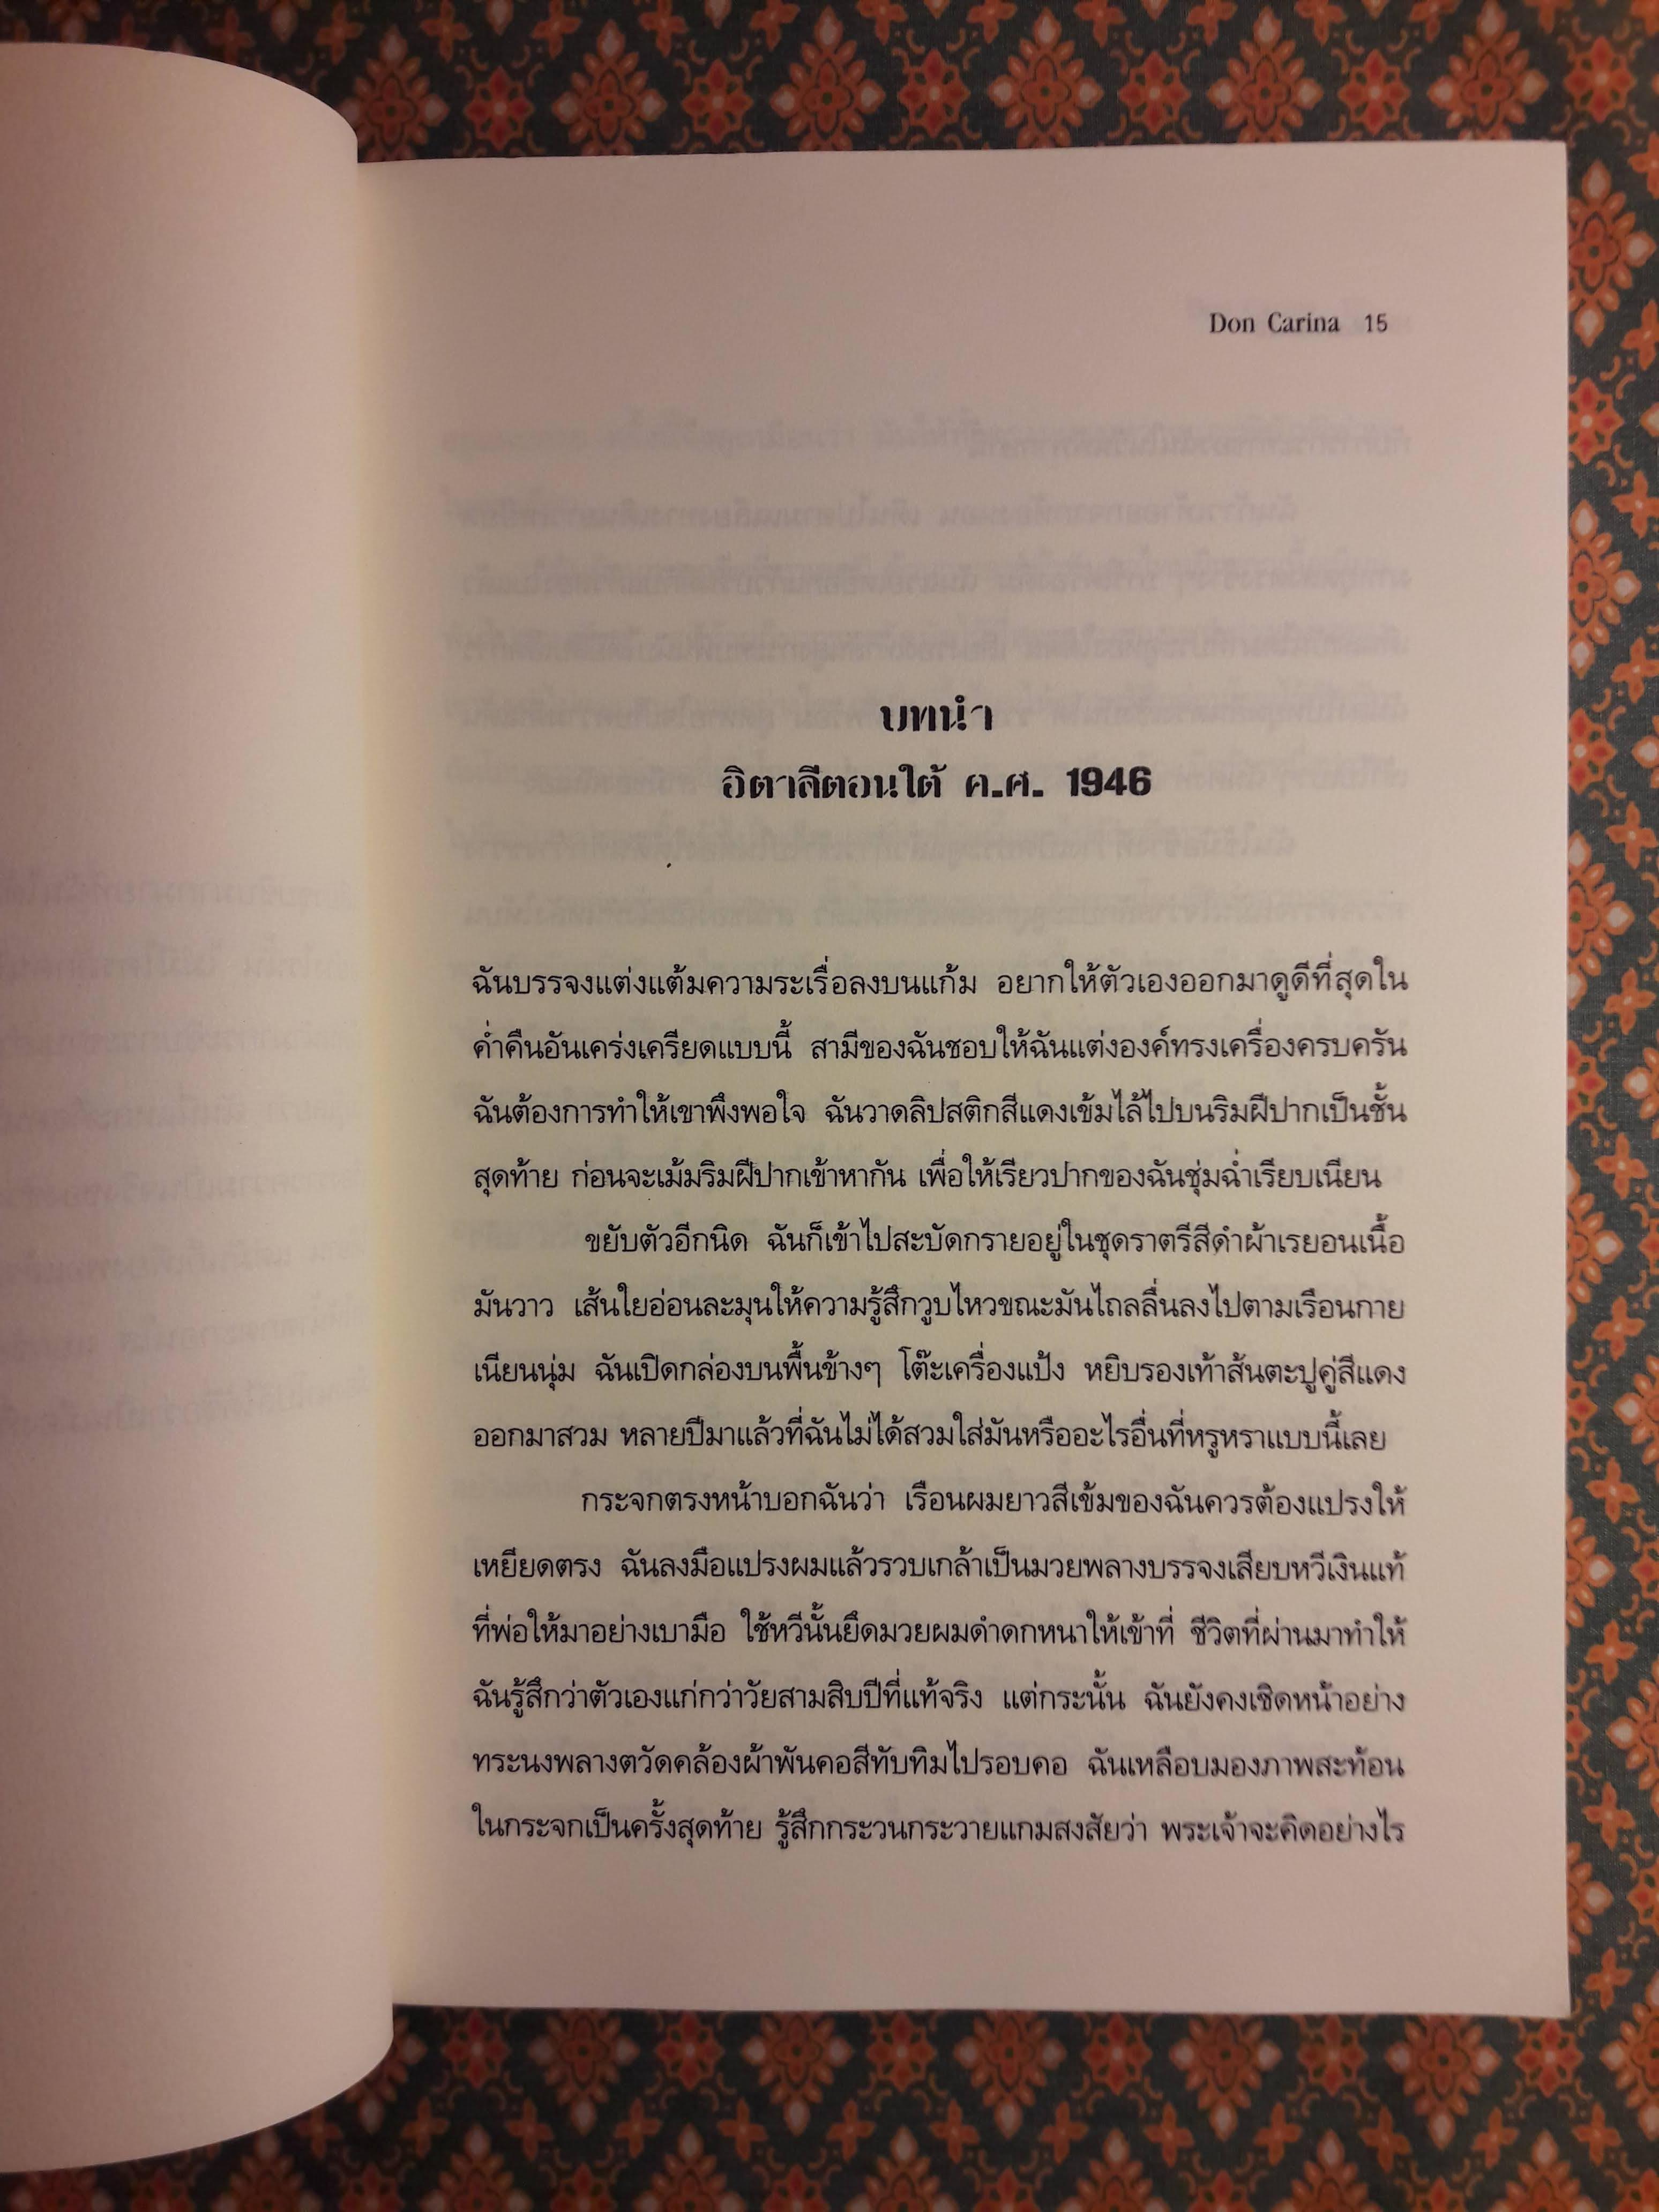 Don Carina 15
บทนำ
อิตาลีตอนใต้ ค.ศ. 1946
ฉันบรรจงแต่งแต้มความระเรื่อลงบนแก้ม อยากให้ตัวเองออกมาดูดีที่สุดใน
ค่ำคืนอันเคร่งเครียดแบบนี้ สามีของฉันชอบให้ฉันแต่งองค์ทรงเครื่องครบครัน
ฉันต้องการทำให้เขาพึงพอใจ ฉันวาดลิปสติกสีแดงเข้มไล้ไปบนริมฝีปากเป็นชั้น
สุดท้าย ก่อนจะเม้มริมฝีปากเข้าหากัน เพื่อให้เรียวปากของฉันชุ่มฉ่ำเรียบเนียน
ขยับตัวอีกนิด ฉันก็เข้าไปสะบัดกรายอยู่ในชุดราตรีสีดำผ้าเรยอนเนื้อ
มันวาว เส้นใยอ่อนละมุนให้ความรู้สึกวูบไหวขณะมันไถลลื่นลงไปตามเรือนกาย
เนียนนุ่ม ฉันเปิดกล่องบนพื้นข้างๆ โต๊ะเครื่องแป้ง หยิบรองเท้าส้นตะปูคู่สีแดง
ออกมาสวม หลายปีมาแล้วที่ฉันไม่ได้สวมใส่มันหรืออะไรอื่นที่หรูหราแบบนี้เลย
กระจกตรงหน้าบอกฉันว่า เรือนผมยาวสีเข้มของฉันควรต้องแปรงให้
เหยียดตรง ฉันลงมือแปรงผมแล้วรวบเกล้าเป็นมวยพลางบรรจงเสียบหวีเงินแท้
ที่พ่อให้มาอย่างเบามือ ใช้หวีนั้นยึดมวยผมดำดกหนาให้เข้าที่ ชีวิตที่ผ่านมาทำให้
ฉันรู้สึกว่าตัวเองแก่กว่าวัยสามสิบปีที่แท้จริง แต่กระนั้น ฉันยังคงเชิดหน้าอย่าง
ทระนงพลางตวัดคล้องผ้าพันคอสีทับทิมไปรอบคอ ฉันเหลือบมองภาพสะท้อน
ในกระจกเป็นครั้งสุดท้าย รู้สึกกระวนกระวายแกมสงสัยว่า พระเจ้าจะคิดอย่างไร